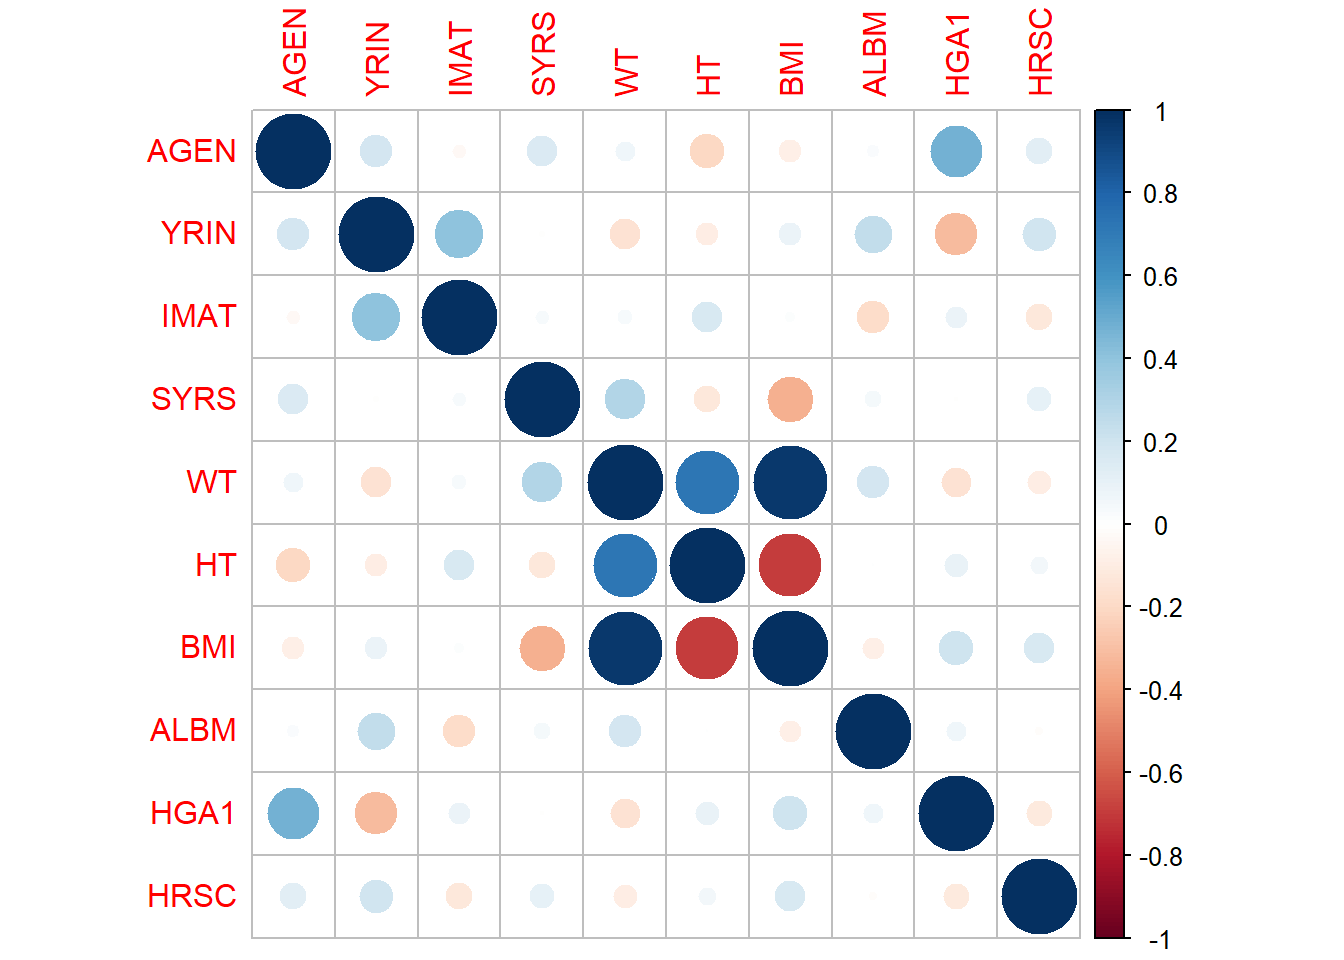 AGEN YRIN IMAT SYRS WT HT BMI ALBM HGA1 HRSC
AGEN
YRIN
IMAT
SYRS
WT
HT
BMI
ALBM
HGA1
HRSC
1
0.8
0.6
0.4
0.2
0
-0.2
-0.4
-0.6
-0.8
-1